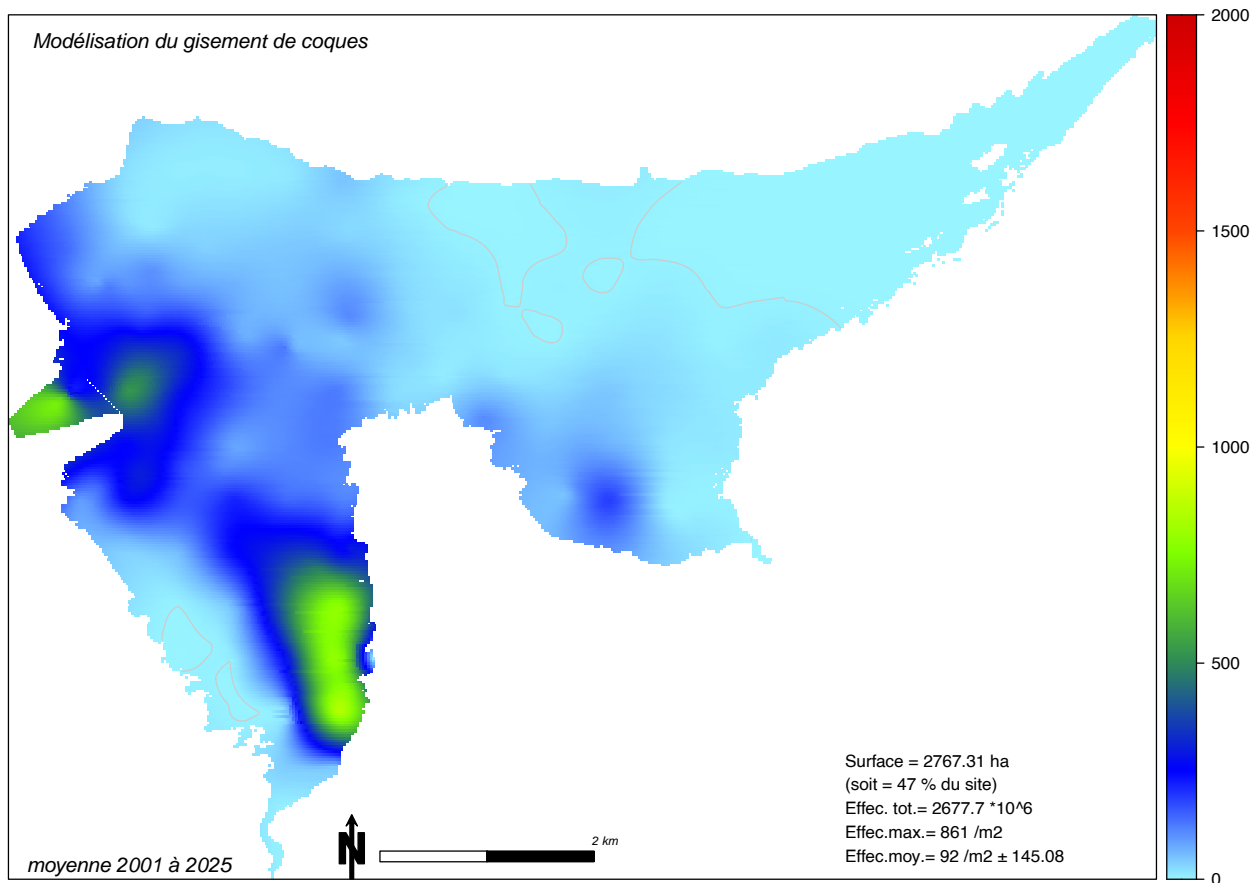 Modélisation du gisement de coques
2000
1500
1000
500
0
Surface = 2767.31 ha
(soit = 47 % du site)
Effec. tot.= 2677.7 *10^6
Effec.max.= 861 /m2
Effec.moy.= 92 /m2 ± 145.08
2 km
N
moyenne 2001 à 2025